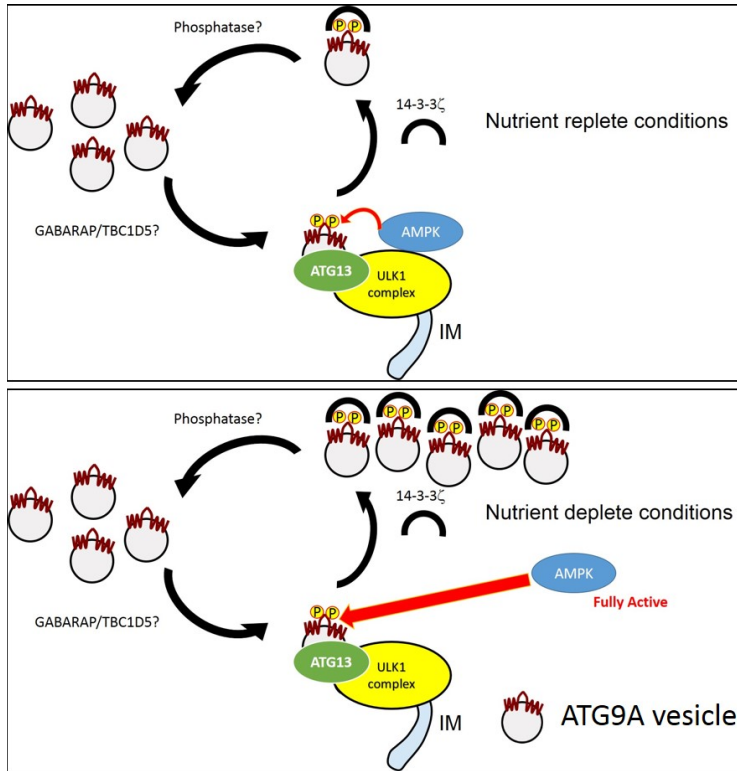 Phosphatase?
P P
14-3-3ζ
Nutrient replete conditions
GABARAP/TBC1D5?
P P
AMPK
ATG13
ULK1
complex
IM
P P P P P P P P P P
Phosphatase?
14-3-3ζ
Nutrient deplete conditions
AMPK
Fully Active
GABARAP/TBC1D5?
P P
ATG13
ULK1
complex
IM
ATG9A vesicle